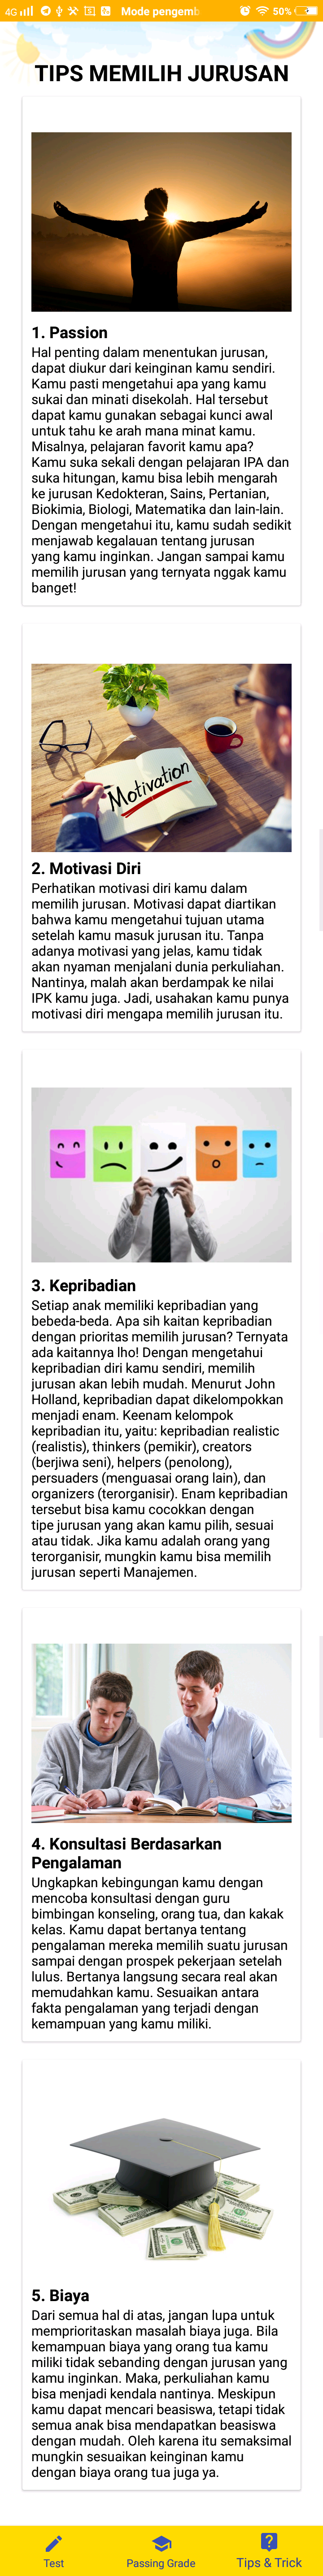 4G
Mode pengemb
50%
TIPS MEMILIH JURUSAN
1. Passion
Hal penting dalam menentukan jurusan,
dapat diukur dari keinginan kamu sendiri.
Kamu pasti mengetahui apa yang kamu
sukai dan minati disekolah. Hal tersebut
dapat kamu gunakan sebagai kunci awal
untuk tahu ke arah mana minat kamu.
Misalnya, pelajaran favorit kamu apa?
Kamu suka sekali dengan pelajaran IPA dan
suka hitungan, kamu bisa lebih mengarah
ke jurusan Kedokteran, Sains, Pertanian,
Biokimia, Biologi, Matematika dan lain-lain.
Dengan mengetahui itu, kamu sudah sedikit
menjawab kegalauan tentang jurusan
yang kamu inginkan. Jangan sampai kamu
memilih jurusan yang ternyata nggak kamu
banget!
Motivation
2. Motivasi Diri
Perhatikan motivasi diri kamu dalam
memilih jurusan. Motivasi dapat diartikan
bahwa kamu mengetahui tujuan utama
setelah kamu masuk jurusan itu. Tanpa
adanya motivasi yang jelas, kamu tidak
akan nyaman menjalani dunia perkuliahan.
Nantinya, malah akan berdampak ke nilai
IPK kamu juga. Jadi, usahakan kamu punya
motivasi diri mengapa memilih jurusan itu.
3. Kepribadian
Setiap anak memiliki kepribadian yang
bebeda-beda. Apa sih kaitan kepribadian
dengan prioritas memilih jurusan? Ternyata
ada kaitannya lho! Dengan mengetahui
kepribadian diri kamu sendiri, memilih
jurusan akan lebih mudah. Menurut John
Holland, kepribadian dapat dikelompokkan
menjadi enam. Keenam kelompok
kepribadian itu, yaitu: kepribadian realistic
(realistis), thinkers (pemikir), creators
(berjiwa seni), helpers (penolong),
persuaders (menguasai orang lain), dan
organizers (terorganisir). Enam kepribadian
tersebut bisa kamu cocokkan dengan
tipe jurusan yang akan kamu pilih, sesuai
atau tidak. Jika kamu adalah orang yang
terorganisir, mungkin kamu bisa memilih
jurusan seperti Manajemen.
4. Konsultasi Berdasarkan
Pengalaman
Ungkapkan kebingungan kamu dengan
mencoba konsultasi dengan guru
bimbingan konseling, orang tua, dan kakak
kelas. Kamu dapat bertanya tentang
pengalaman mereka memilih suatu jurusan
sampai dengan prospek pekerjaan setelah
lulus. Bertanya langsung secara real akan
memudahkan kamu. Sesuaikan antara
fakta pengalaman yang terjadi dengan
kemampuan yang kamu miliki.
5. Biaya
Dari semua hal di atas, jangan lupa untuk
memprioritaskan masalah biaya juga. Bila
kemampuan biaya yang orang tua kamu
miliki tidak sebanding dengan jurusan yang
kamu inginkan. Maka, perkuliahan kamu
bisa menjadi kendala nantinya. Meskipun
kamu dapat mencari beasiswa, tetapi tidak
semua anak bisa mendapatkan beasiswa
dengan mudah. Oleh karena itu semaksimal
mungkin sesuaikan keinginan kamu
dengan biaya orang tua juga ya.
Test
Passing Grade
Tips & Trick